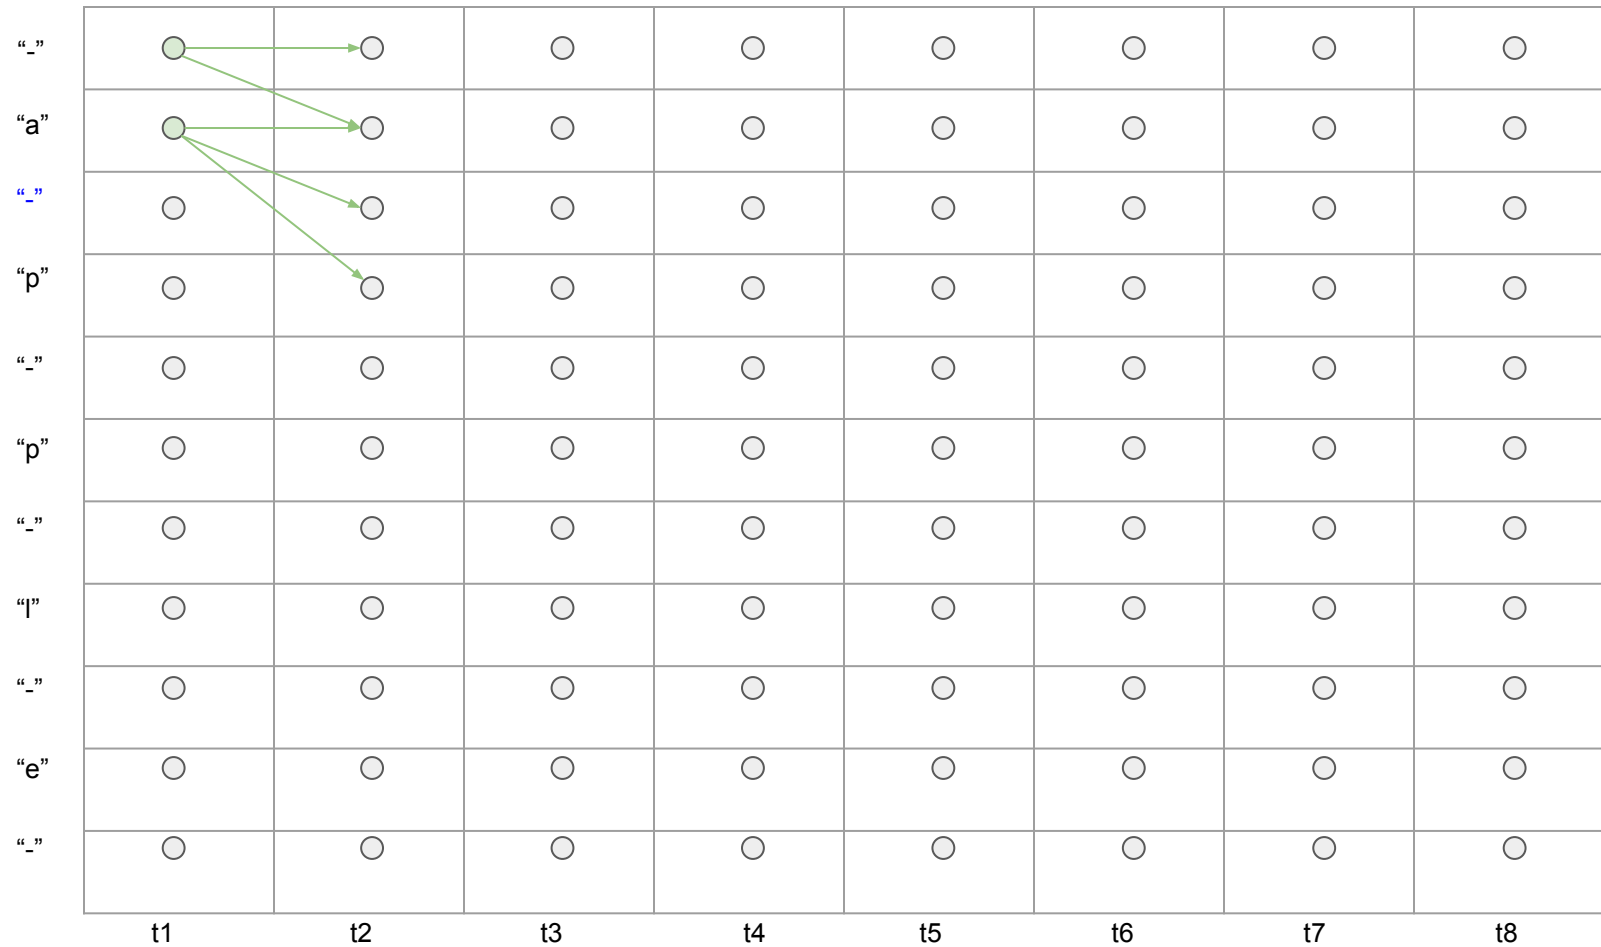 “-”
“a”
“-”
“p”
“-”
“p”
“-”
“l”
“-”
“e”
“-”
t1 t2 t3 t4 t5 t6 t7 t8